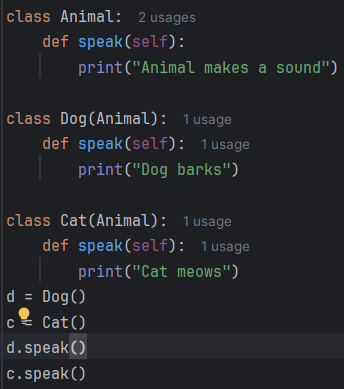 class Animal: 2 usages
    def speak(self):
        print("Animal makes a sound")

class Dog(Animal): 1 usage
    def speak(self): 1 usage
        print("Dog barks")

class Cat(Animal): 1 usage
    def speak(self): 1 usage
        print("Cat meows")
d = Dog()
c = Cat()
d.speak()
c.speak()